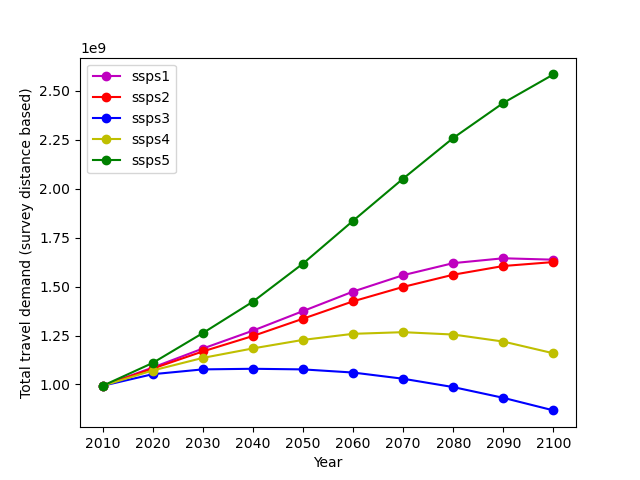 1e9
ssps1
ssps2
ssps3
ssps4
ssps5
Total travel demand (survey distance based)
2.50
2.25
2.00
1.75
1.50
1.25
1.00
2010 2020 2030 2040 2050 2060 2070 2080 2090 2100
Year